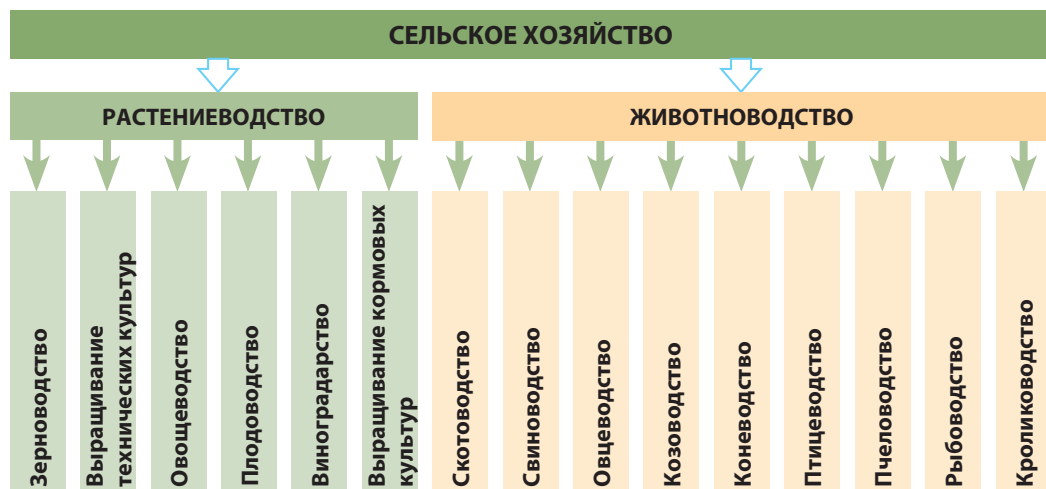 СЕЛЬСКОЕ ХОЗЯЙСТВО
РАСТЕНИЕВОДСТВО
ЖИВОТНОВОДСТВО
Зерноводство
Выращивание
технических культур
Овощеводство
Плодоводство
Виноградарство
Выращивание кормовых
культур
Скотоводство
Свиноводство
Овцеводство
Козоводство
Коневодство
Птицеводство
Пчеловодство
Рыбоводство
Кролиководство